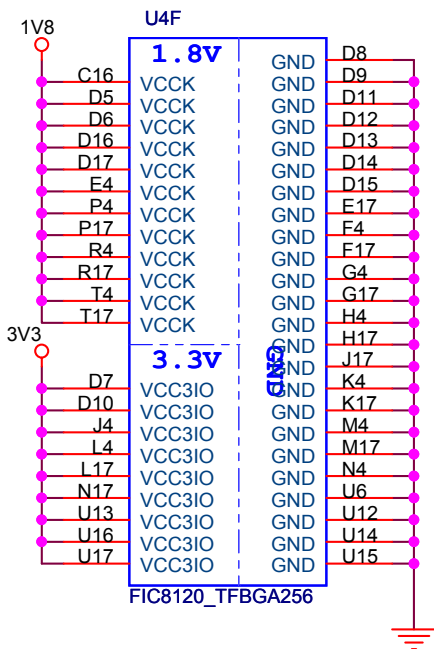 U4F
1V8
1.8V
C16 VCCK
D5 VCCK
D6 VCCK
D16 VCCK
D17 VCCK
E4 VCCK
P4 VCCK
P17 VCCK
R4 VCCK
R17 VCCK
T4 VCCK
T17 VCCK
3V3
3.3V
D7 VCC3IO
D10 VCC3IO
J4 VCC3IO
L4 VCC3IO
L17 VCC3IO
N17 VCC3IO
U13 VCC3IO
U16 VCC3IO
U17 VCC3IO
GND
GND D8
GND D9
GND D11
GND D12
GND D13
GND D14
GND D15
GND E17
GND F4
GND F17
GND G4
GND G17
GND H4
GND H17
GND J17
GND K4
GND K17
GND M4
GND M17
GND N4
GND U6
GND U12
GND U14
GND U15
FIC8120_TFBGA256